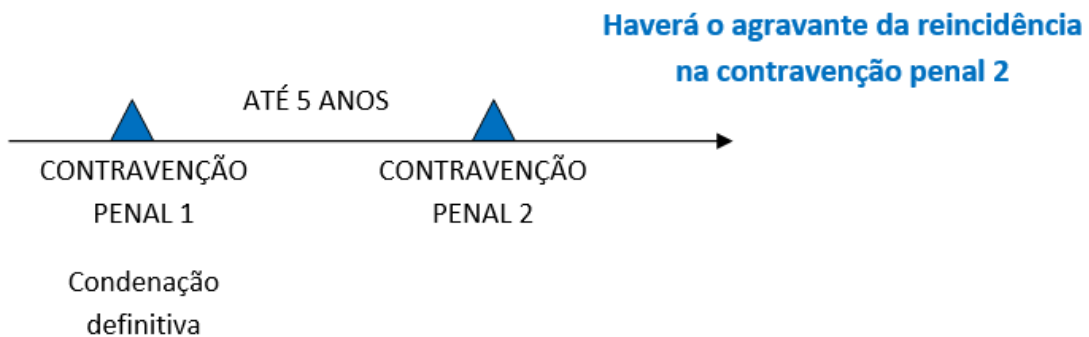 Haverá o agravante da reincidência
na contravenção penal 2
ATÉ 5 ANOS
CONTRAVENÇÃO
PENAL 1
CONTRAVENÇÃO
PENAL 2
Condenação
definitiva